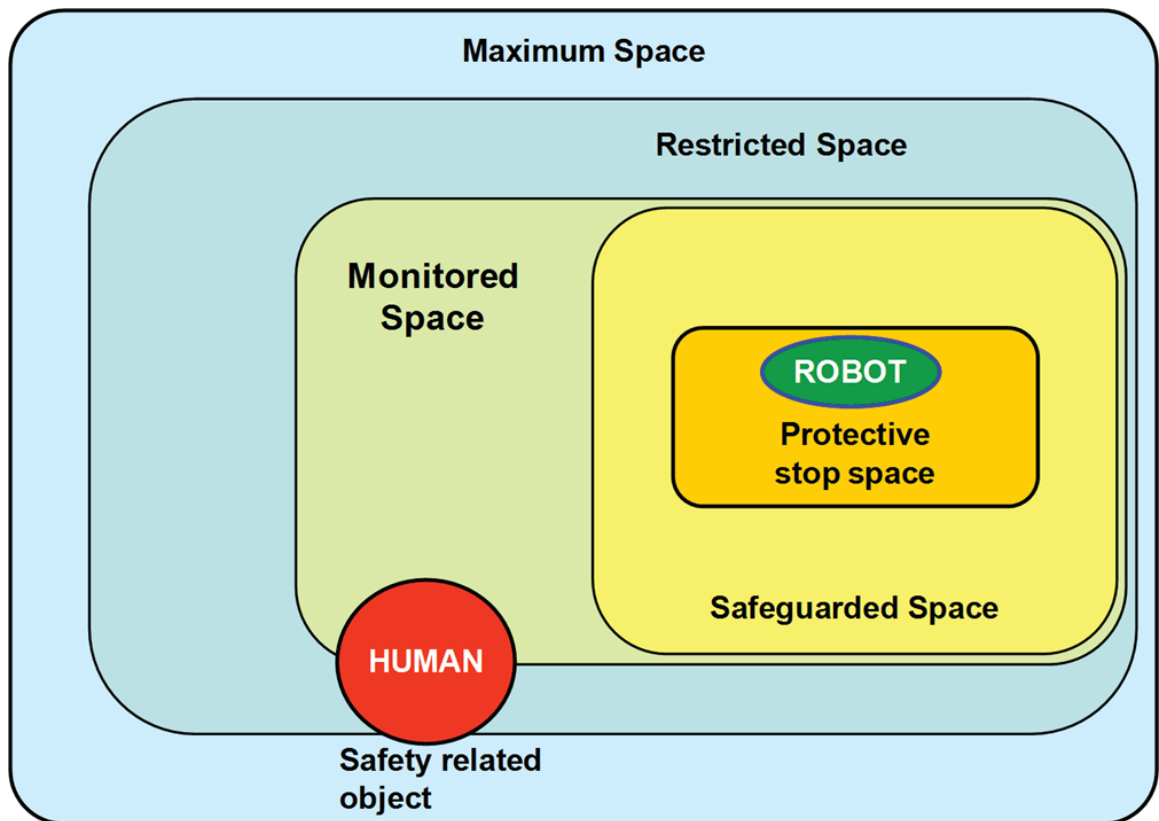 Maximum Space
Restricted Space
Monitored
Space
ROBOT
Protective
stop space
Safeguarded Space
HUMAN
Safety related
object